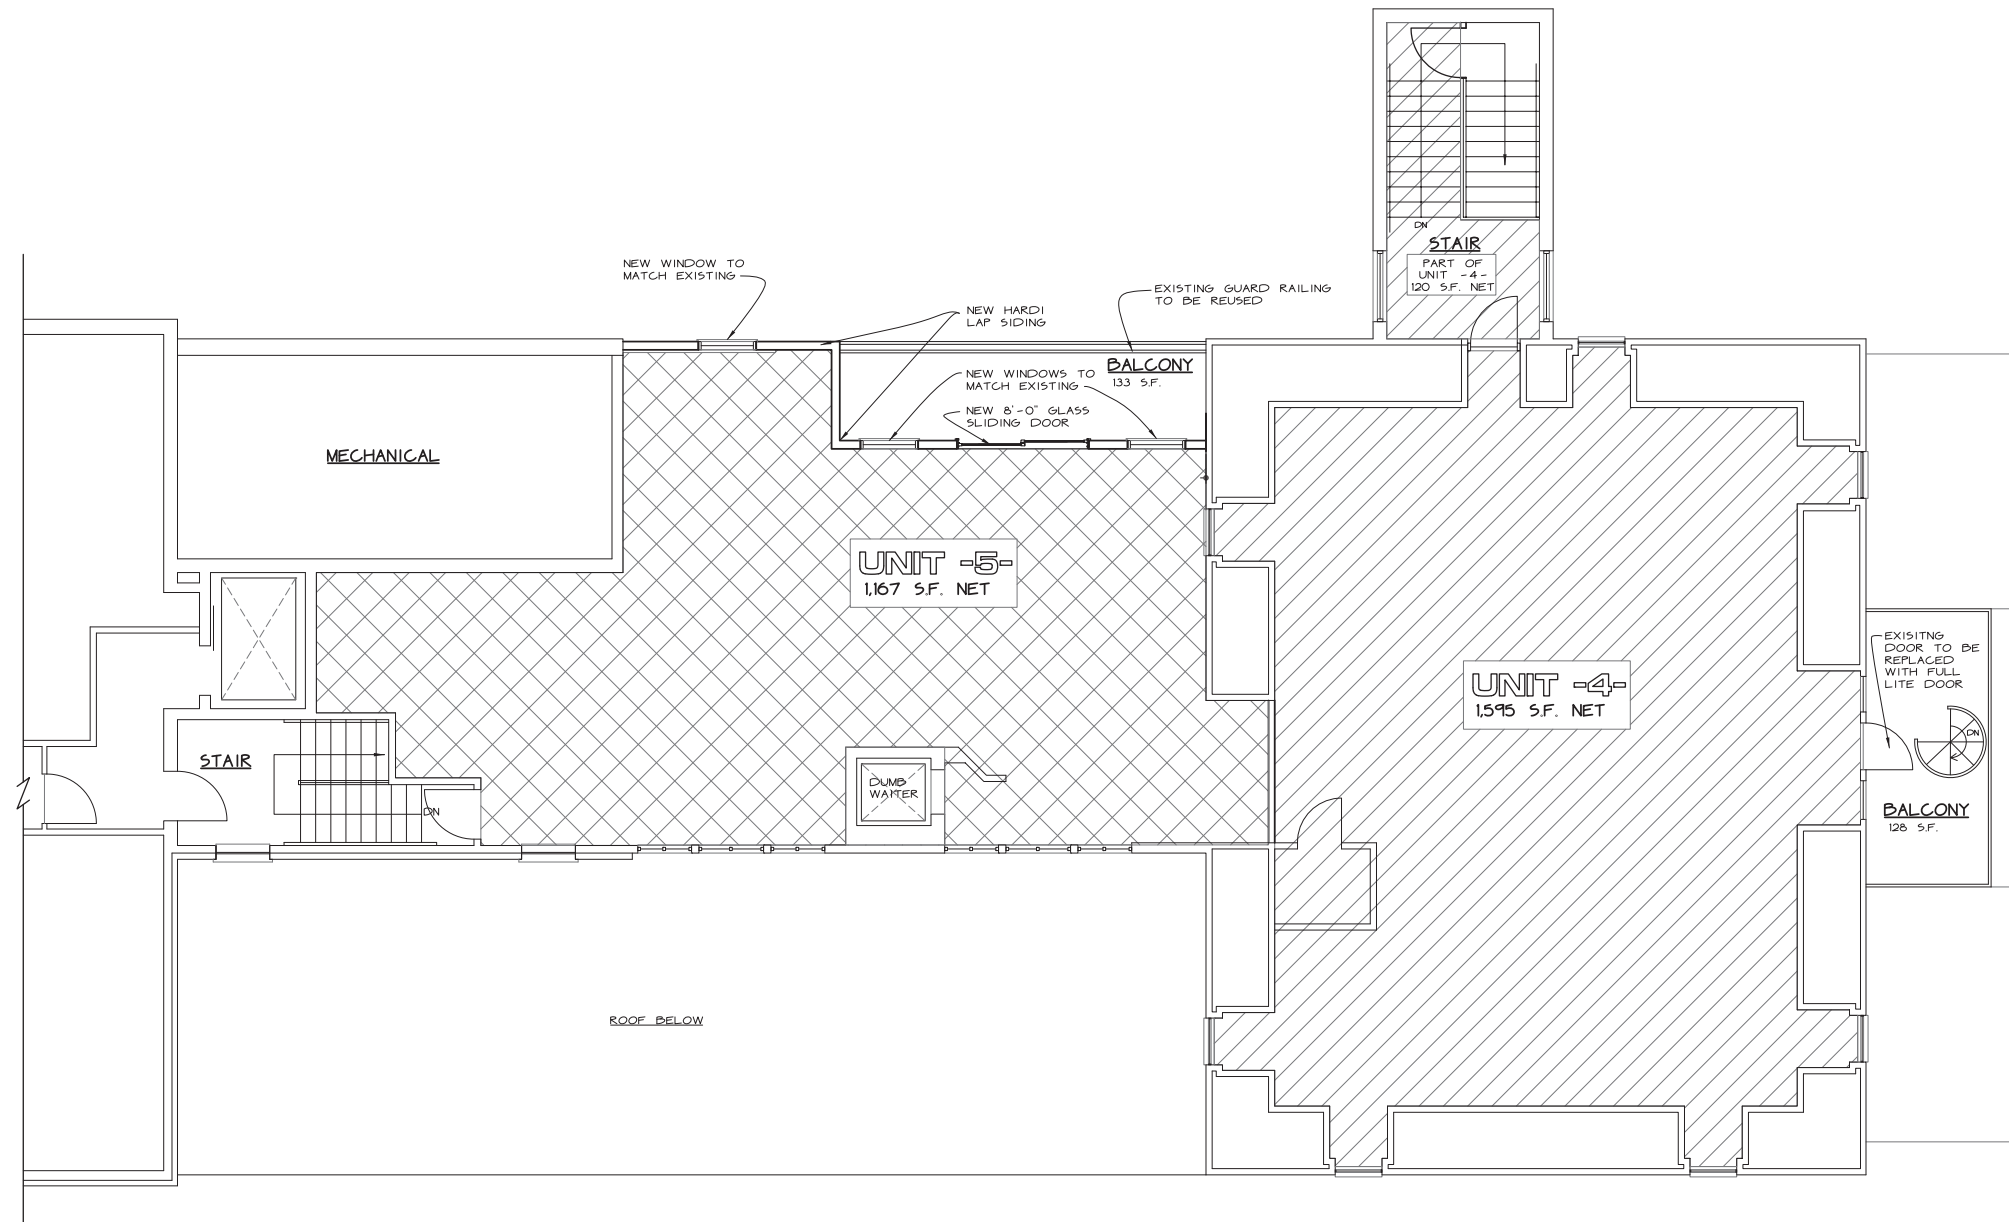 DN
STAIR
PART OF
UNIT -4-
120 S.F. NET
NEW WINDOW TO
MATCH EXISTING
EXISTING GUARD RAILING
TO BE REUSED
NEW HARDI
LAP SIDING
BALCONY
133 S.F.
NEW WINDOWS TO
MATCH EXISTING
NEW 8'-0" GLASS
SLIDING DOOR
MECHANICAL
UNIT -5-
1,167 S.F. NET
UNIT -4-
1,595 S.F. NET
EXISITNG
DOOR TO BE
REPLACED
WITH FULL
LITE DOOR
DN
STAIR
DN
DUMB
WAITER
BALCONY
128 S.F.
ROOF BELOW